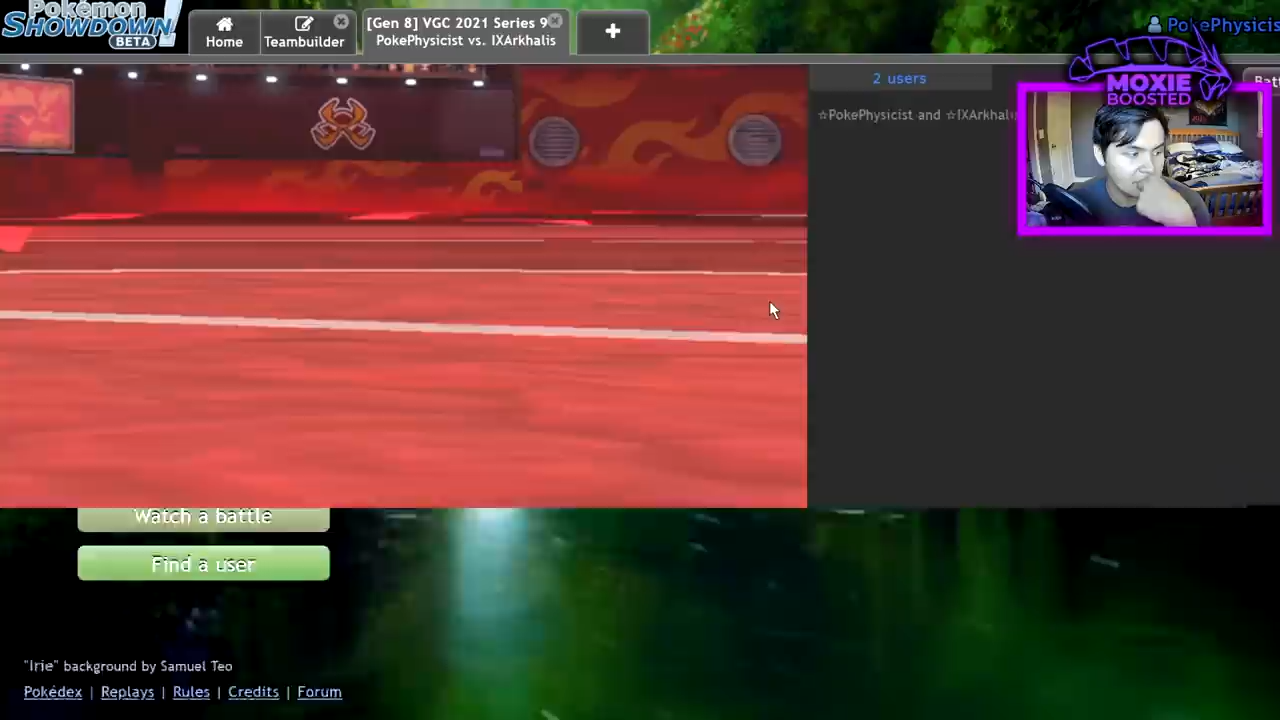 Pokémon
SHOWDOWN!
BETA
Home
Teambuilder
[Gen 8] VGC 2021 Series 9
PokePhysicist vs. IXArkhalis
PokePhysicis
2 users
MOXIE
BOOSTED
Batt
☆PokePhysicist and ☆IXArkhali
Watch a battle
Find a user
"Irie" background by Samuel Teo
Pokédex | Replays | Rules | Credits | Forum